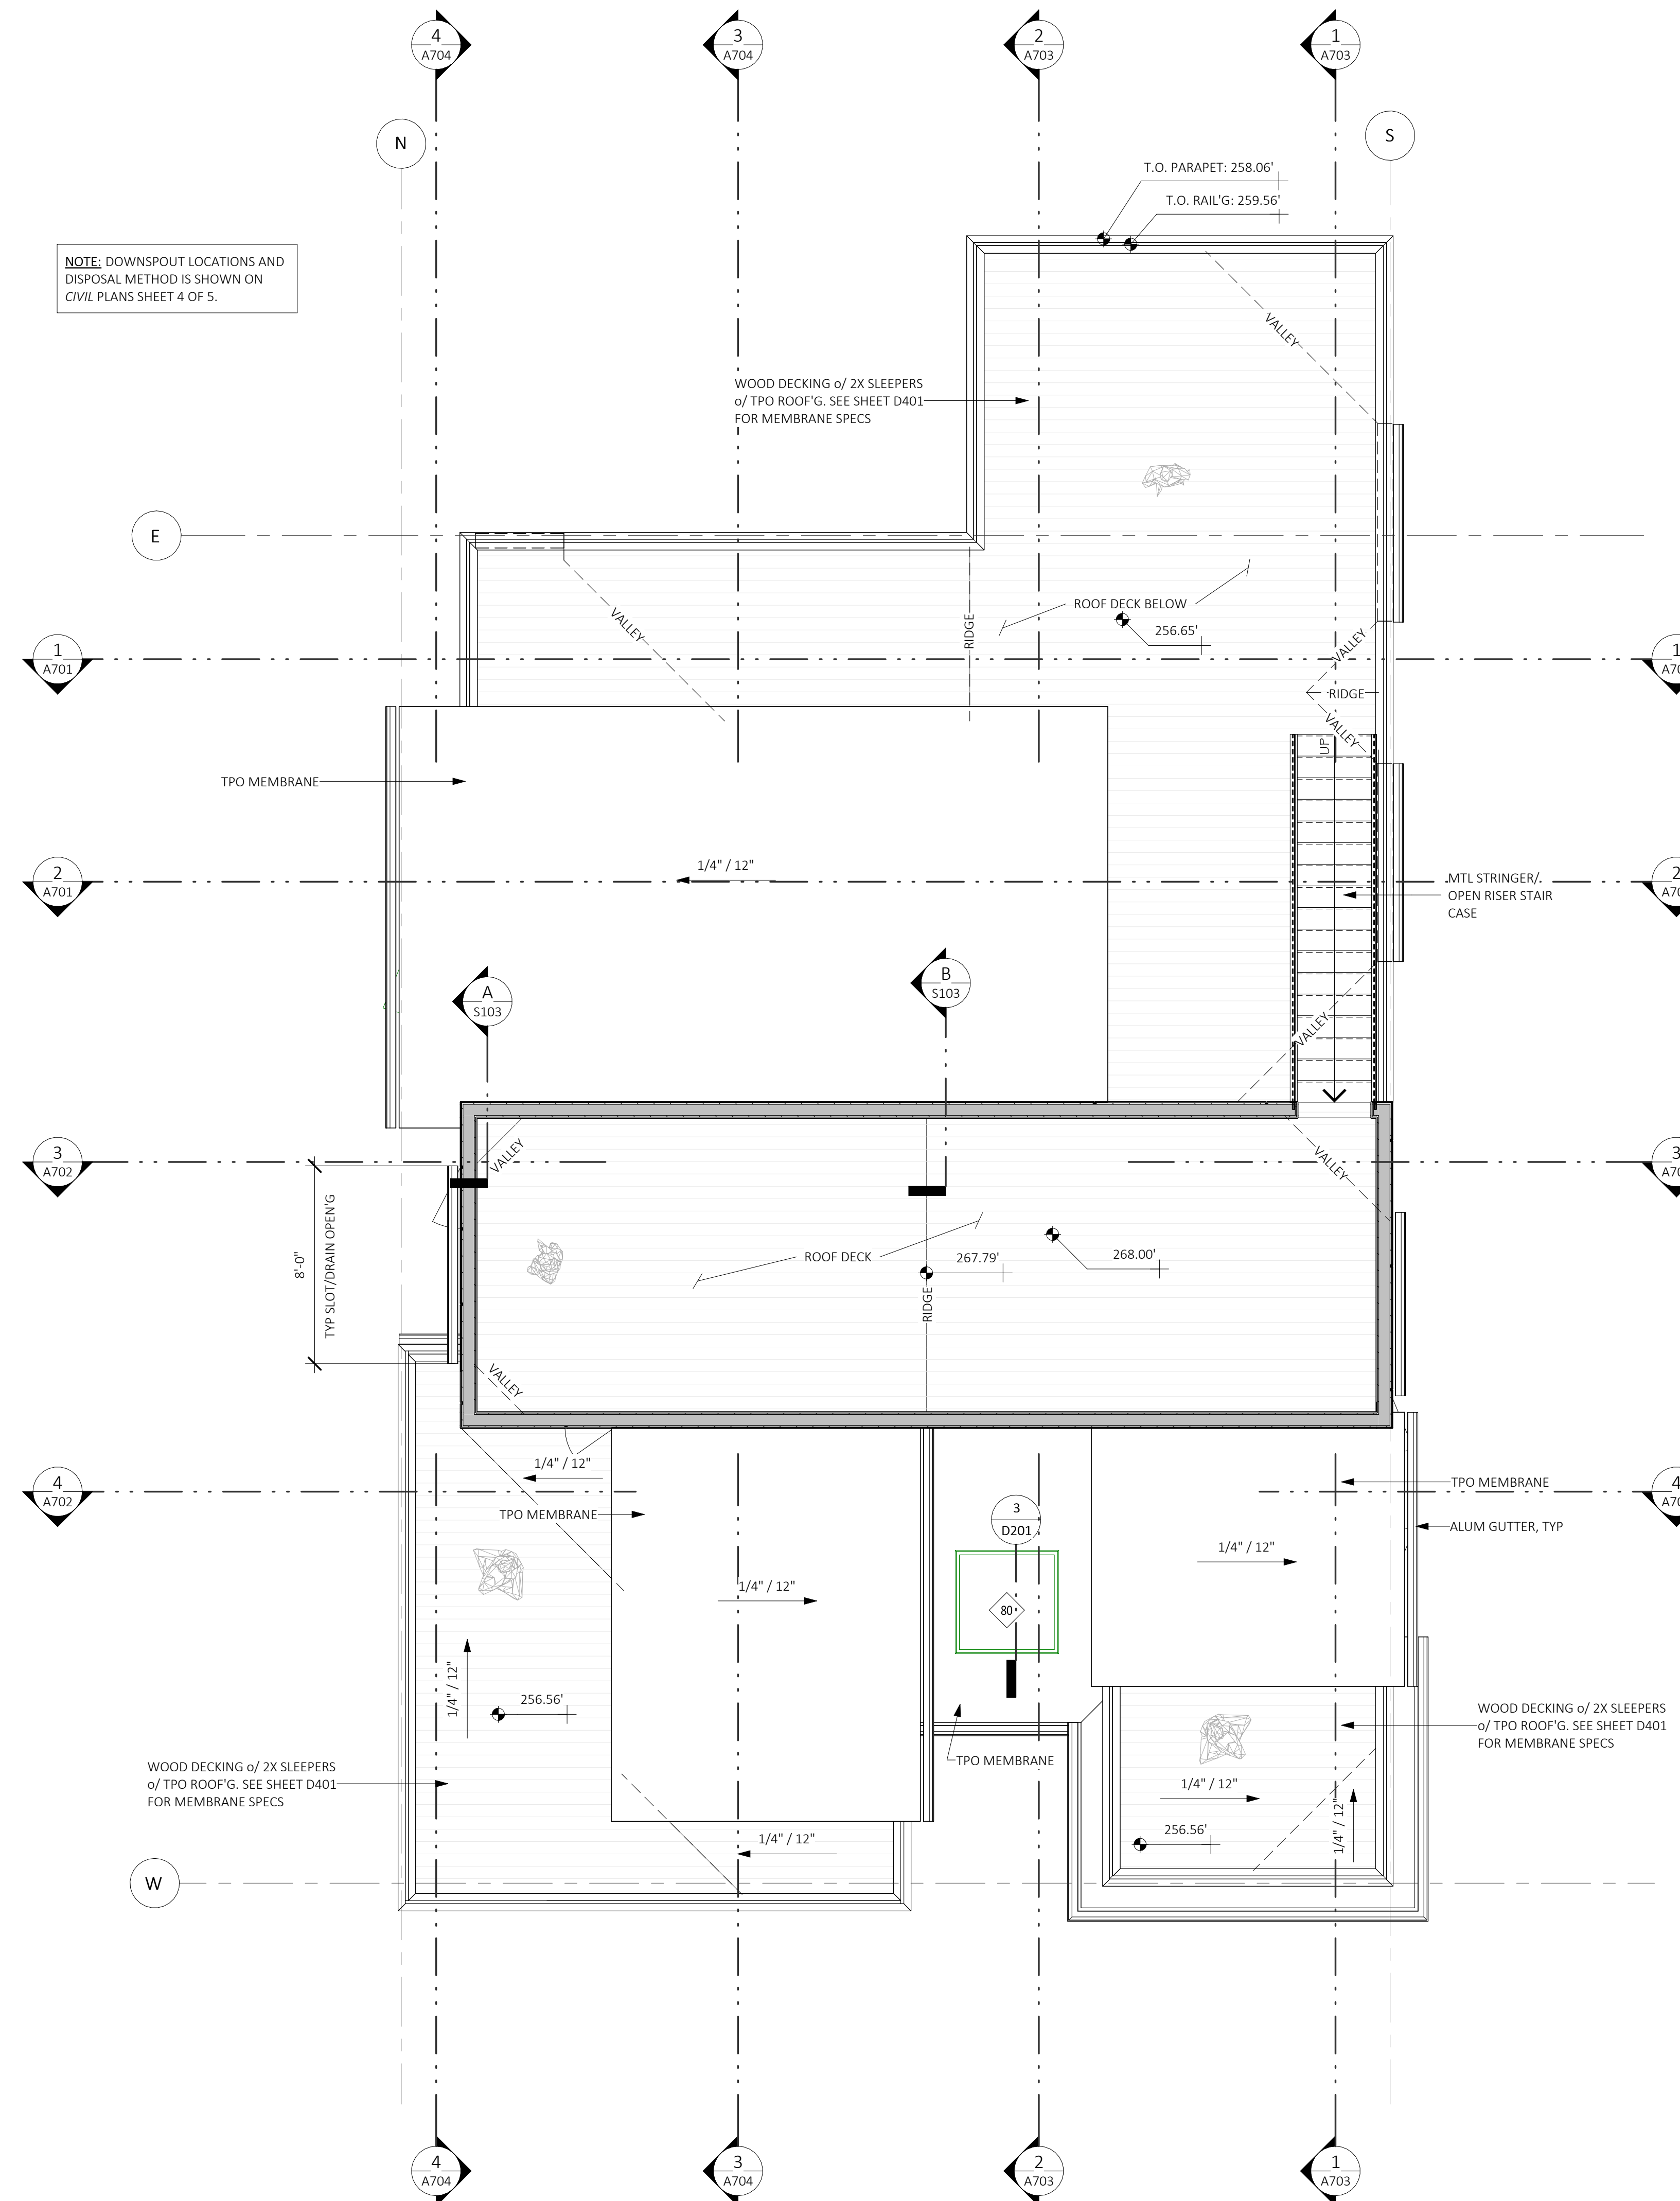 4
A704
3
A704
2
A703
1
A703
N
S
T.O. PARAPET: 258.06'
T.O. RAIL'G: 259.56'
NOTE: DOWNSPOUT LOCATIONS AND
DISPOSAL METHOD IS SHOWN ON
CIVIL PLANS SHEET 4 OF 5.
VALLEY
WOOD DECKING o/ 2X SLEEPERS
o/ TPO ROOF'G. SEE SHEET D401
FOR MEMBRANE SPECS
E
ROOF DECK BELOW
VALLEY
RIDGE
256.65'
VALLEY
1
A701
1
RIDGE
VALLEY
UP
TPO MEMBRANE
1/4" / 12"
2
A701
2
MTL STRINGER/
OPEN RISER STAIR
CASE
A
S103
B
S103
VALLEY
3
A702
3
VALLEY
VALLEY
8'-0"
TYP SLOT/DRAIN OPEN'G
ROOF DECK
267.79'
268.00'
RIDGE
VALLEY
1/4" / 12"
4
A702
4
TPO MEMBRANE
TPO MEMBRANE
3
D201
ALUM GUTTER, TYP
1/4" / 12"
1/4" / 12"
80
1/4" / 12"
256.56'
WOOD DECKING o/ 2X SLEEPERS
o/ TPO ROOF'G. SEE SHEET D401
FOR MEMBRANE SPECS
TPO MEMBRANE
WOOD DECKING o/ 2X SLEEPERS
o/ TPO ROOF'G. SEE SHEET D401
FOR MEMBRANE SPECS
1/4" / 12"
1/4" / 12"
256.56'
1/4" / 12"
W
4
A704
3
A704
2
A703
1
A703